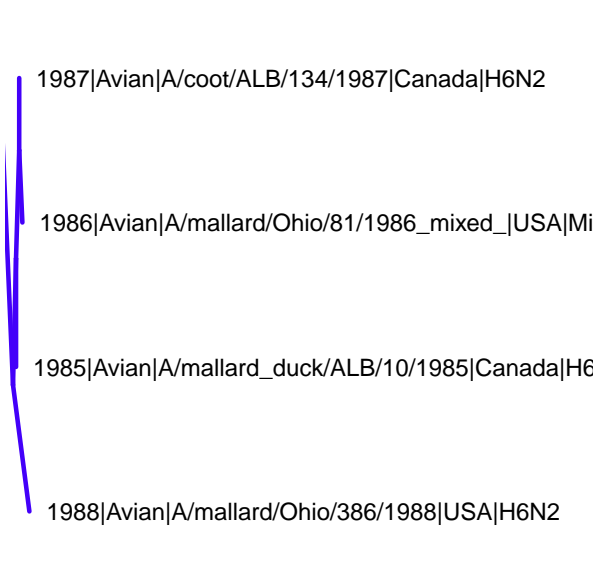 1987|Avian|A/coot/ALB/134/1987|Canada|H6N2
1986|Avian|A/mallard/Ohio/81/1986_mixed_|USA|Mi
1985|Avian|A/mallard_duck/ALB/10/1985|Canada|H6
1988|Avian|A/mallard/Ohio/386/1988|USA|H6N2